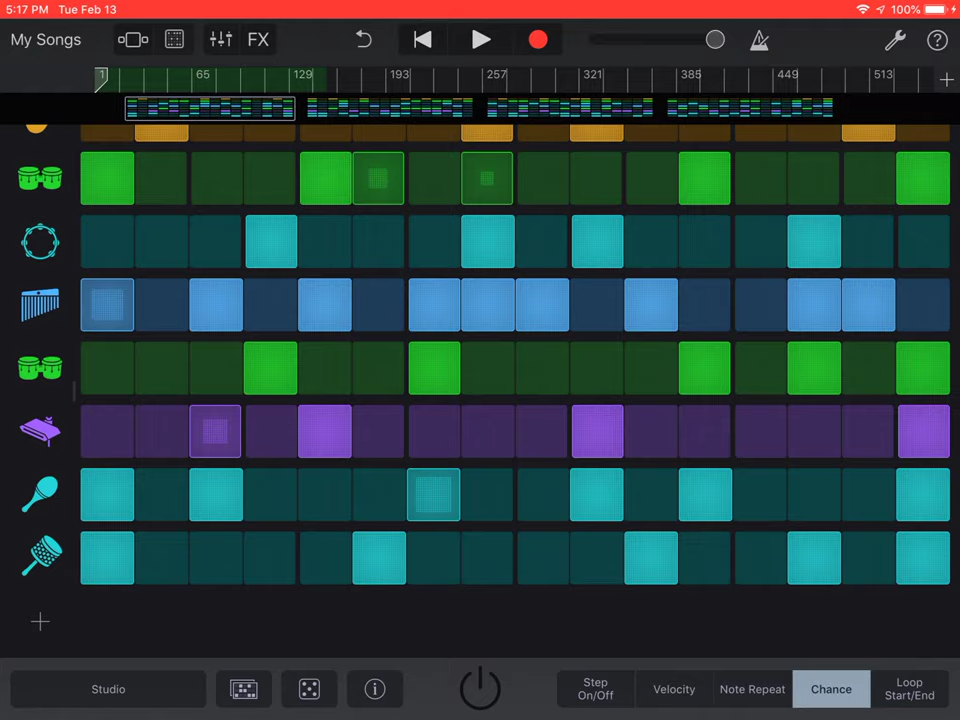 5:17 PM Tue Feb 13 100%
My Songs FX
1 65 129 193 257 321 385 449 513
Studio
Step
On/Off
Velocity
Note Repeat
Chance
Loop
Start/End